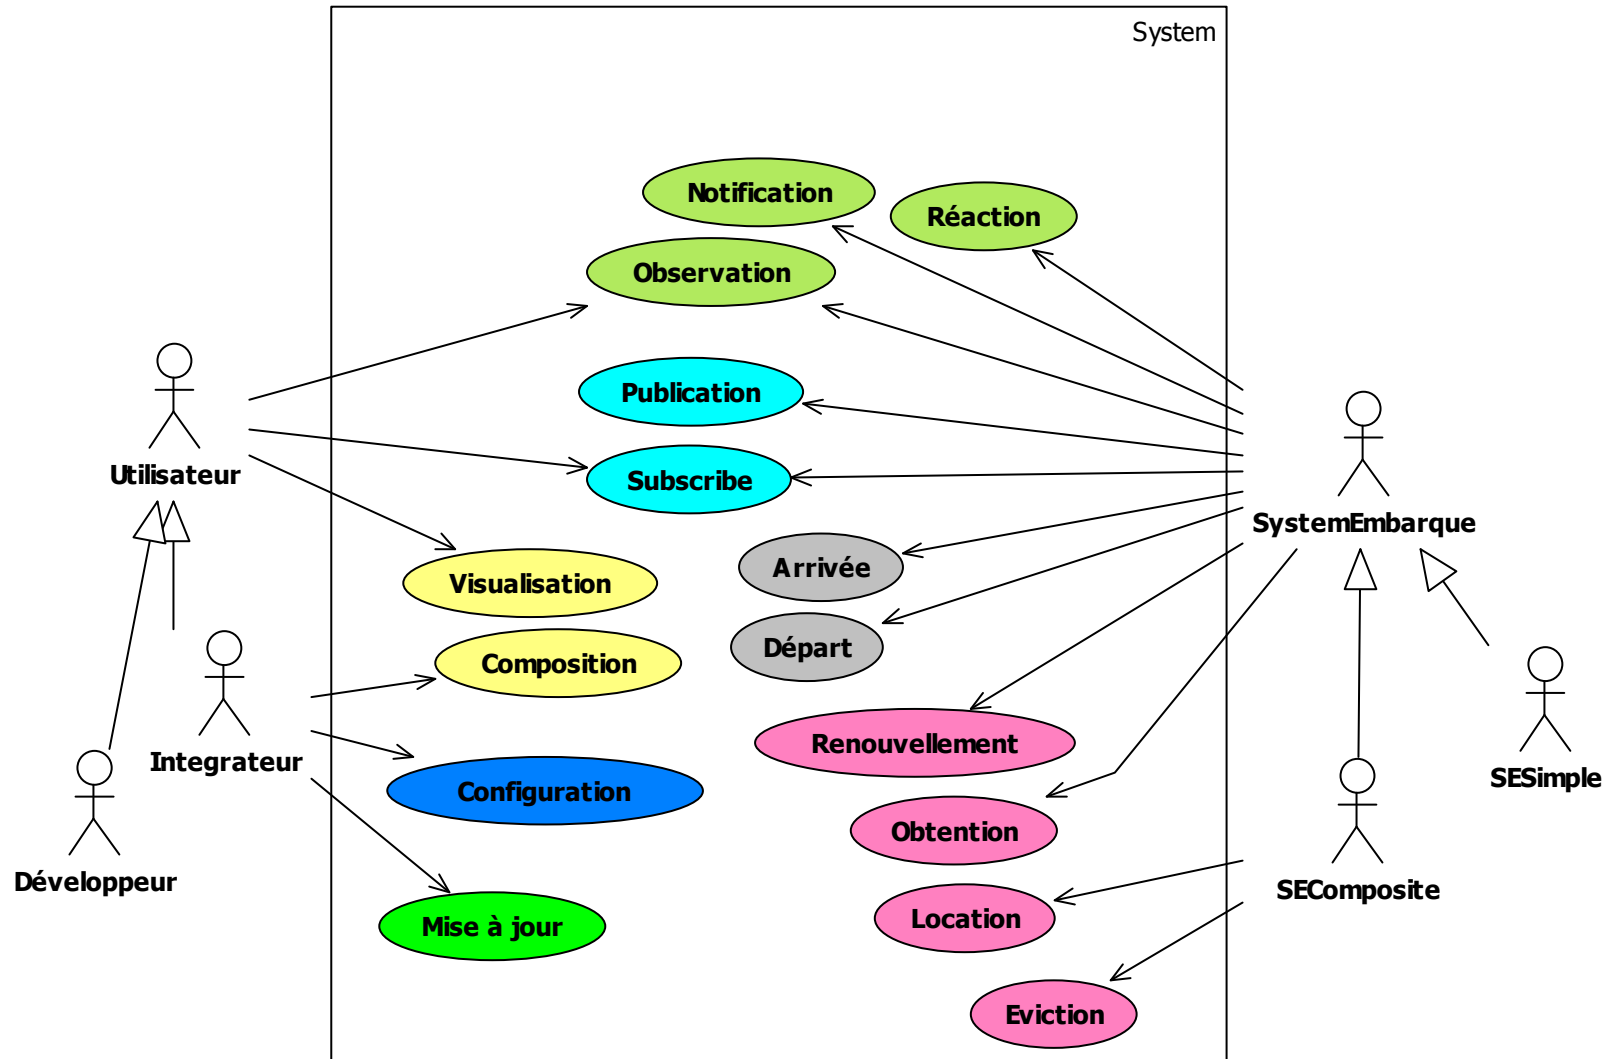 System
Notification
Réaction
Observation
Publication
Utilisateur
Subscribe
SystemEmbarque
Arrivée
Visualisation
Départ
Composition
Renouvellement
Integrateur
SESimple
Configuration
Obtention
Développeur
SEComposite
Location
Mise à jour
Eviction